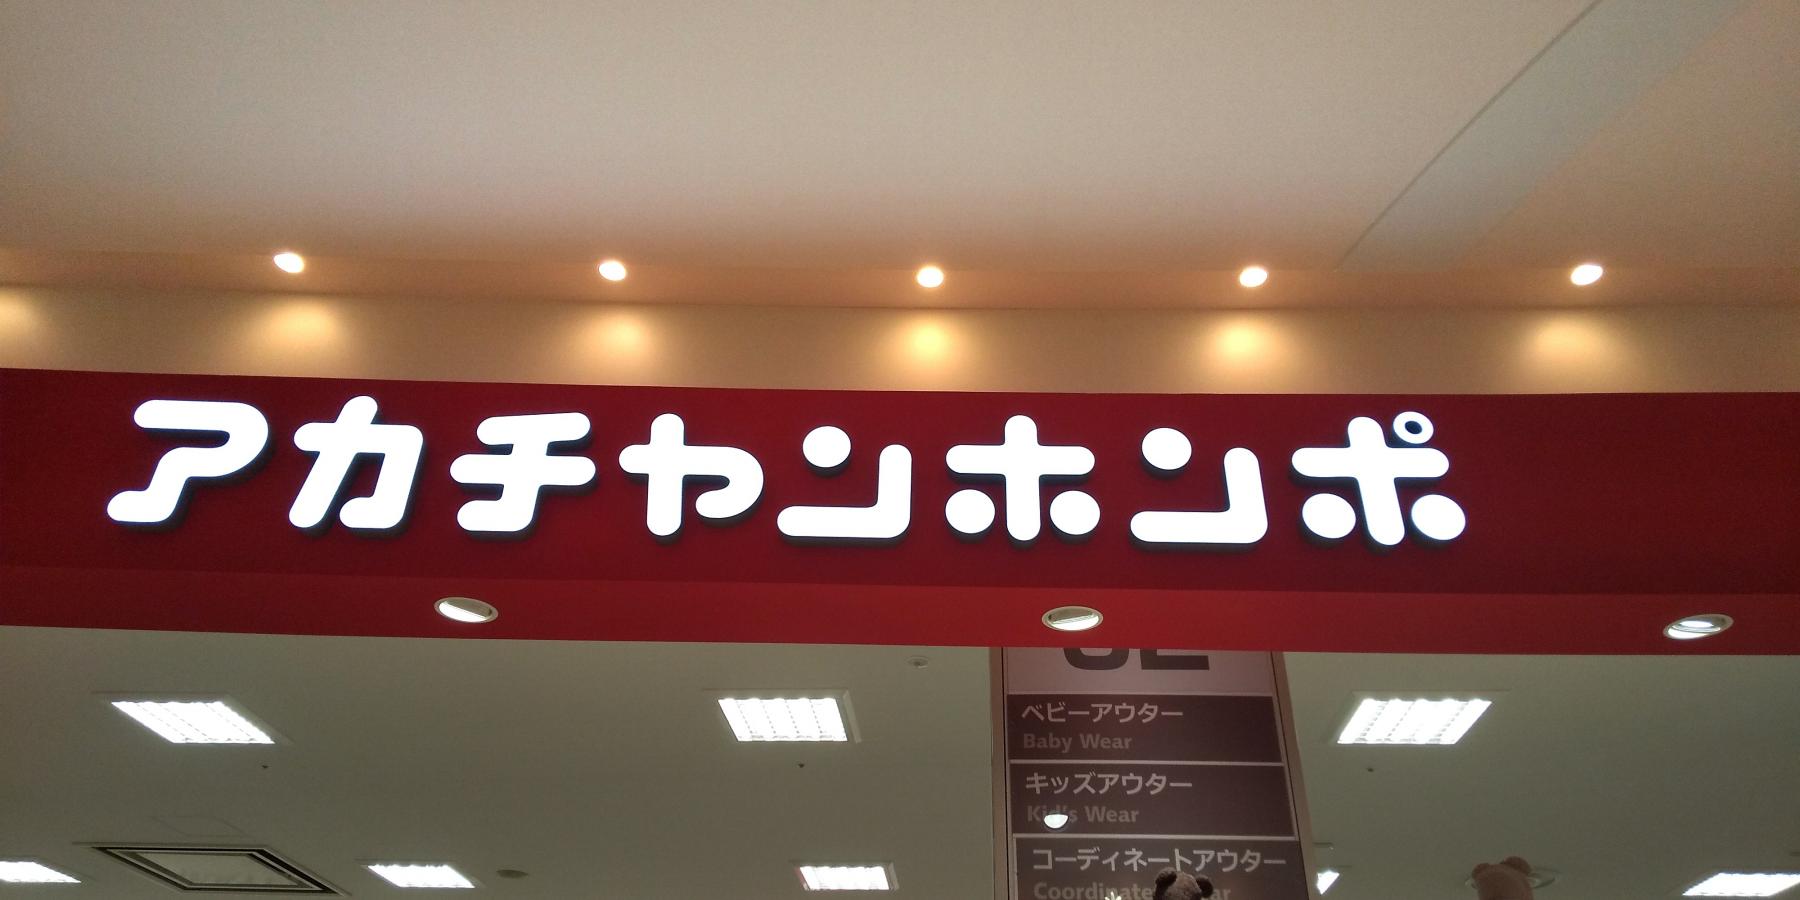 アカチャンホンポ
ベビーアウター
Baby Wear
キッズアウター
Kid's Wear
コーディネートアウター
Coordinate